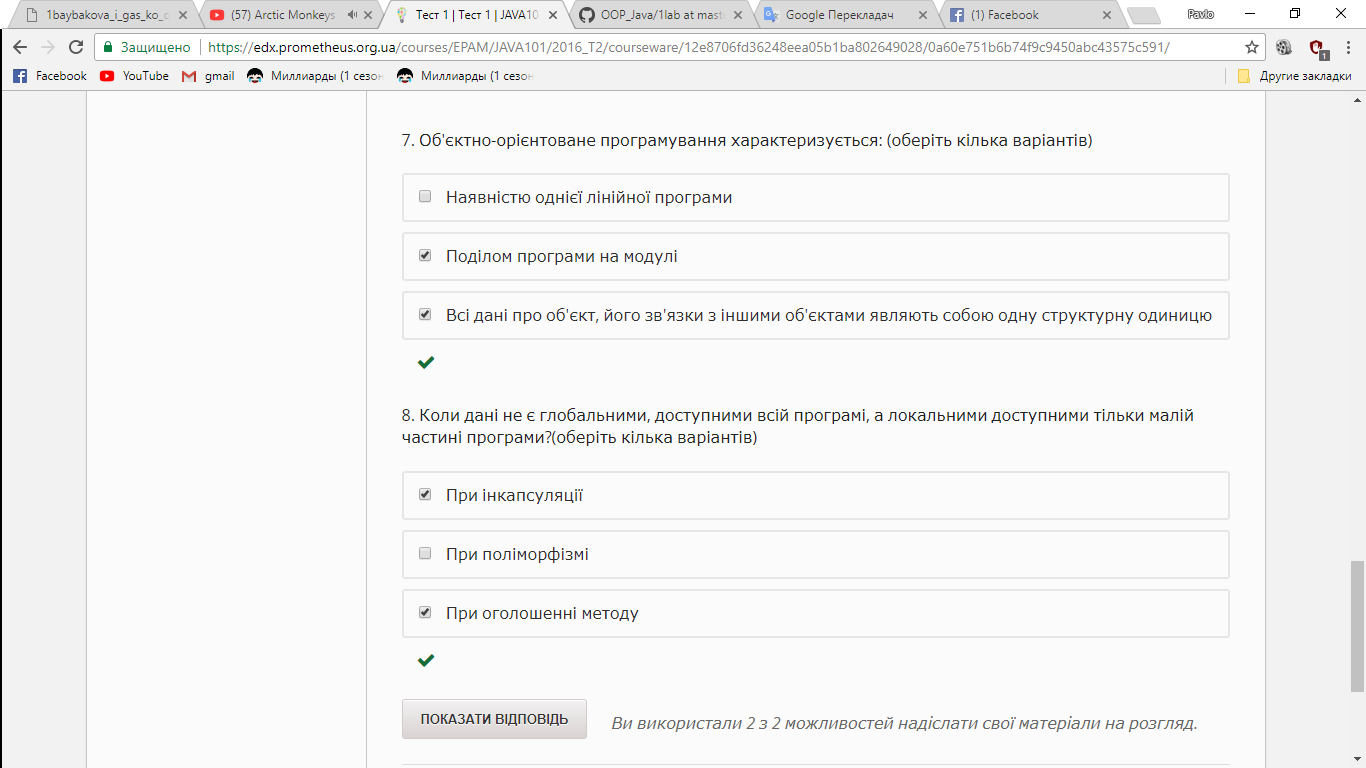 1baybakova_i_gas_ko_o
(57) Arctic Monkeys
Тест 1 | Тест 1 | JAVA10
OOP_Java/1lab at mast
Google Перекладач
(1) Facebook
Pavlo
Защищено
https://edx.prometheus.org.ua/courses/EPAM/JAVA101/2016_T2/courseware/12e8706fd36248eea05b1ba802649028/0a60e751b6b74f9c9450abc43575c591/
1
Facebook
YouTube
gmail
Миллиарды (1 сезон
Миллиарды (1 сезон
Другие закладки
7. Об'єктно-орієнтоване програмування характеризується: (оберіть кілька варіантів)
Наявністю однієї лінійної програми
Поділом програми на модулі
Всі дані про об'єкт, його зв'язки з іншими об'єктами являють собою одну структурну одиницю
8. Коли дані не є глобальними, доступними всій програмі, а локальними доступними тільки малій
частині програми?(оберіть кілька варіантів)
При інкапсуляції
При поліморфізмі
При оголошенні методу
ПОКАЗАТИ ВІДПОВІДЬ
Ви використали 2 з 2 можливостей надіслати свої матеріали на розгляд.